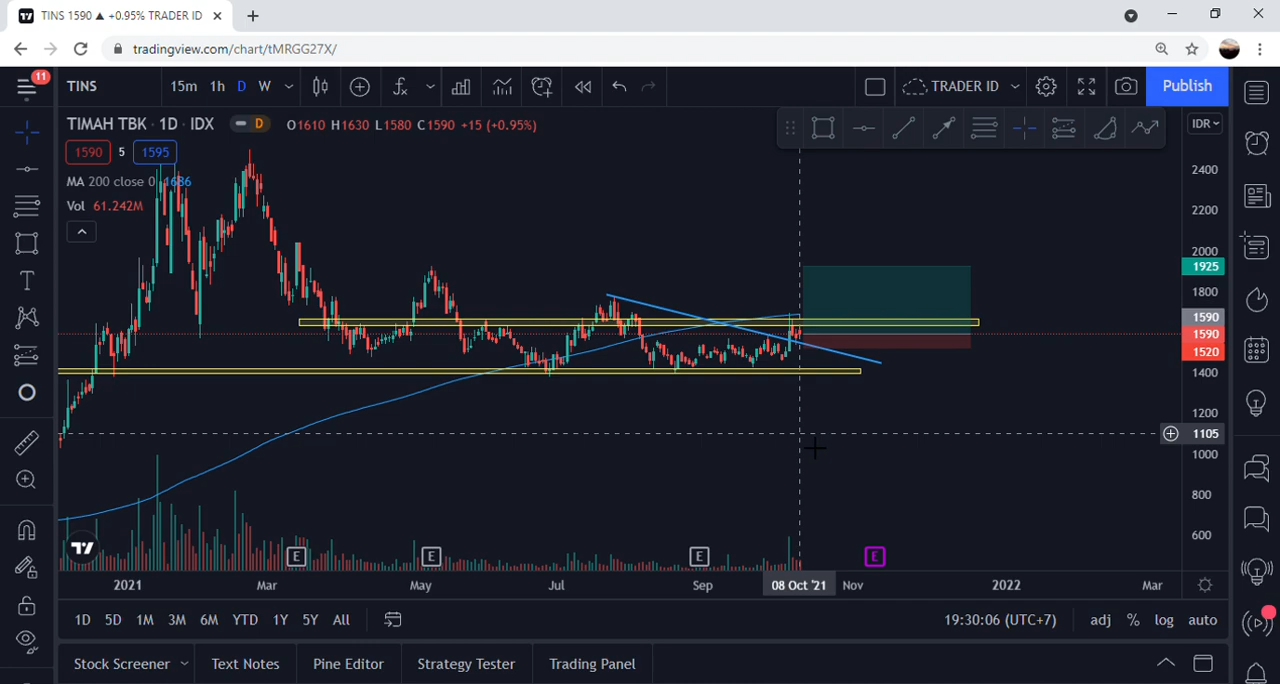 TINS 1590 ▲ +0.95% TRADER ID
tradingview.com/chart/tMRGG27X/
11
TINS 15m 1h D W TRADER ID Publish
TIMAH TBK · 1D · IDX D O1610 H1630 L1580 C1590 +15 (+0.95%) IDR
1590 5 1595
MA 200 close 0 1686
Vol 61.242M
2400
2200
2000
1925
1800
1590
1590
1520
1400
1200
1105
1000
800
600
E E E E
2021 Mar May Jul Sep 08 Oct '21 Nov 2022 Mar
1D 5D 1M 3M 6M YTD 1Y 5Y All 19:30:06 (UTC+7) adj % log auto
Stock Screener Text Notes Pine Editor Strategy Tester Trading Panel